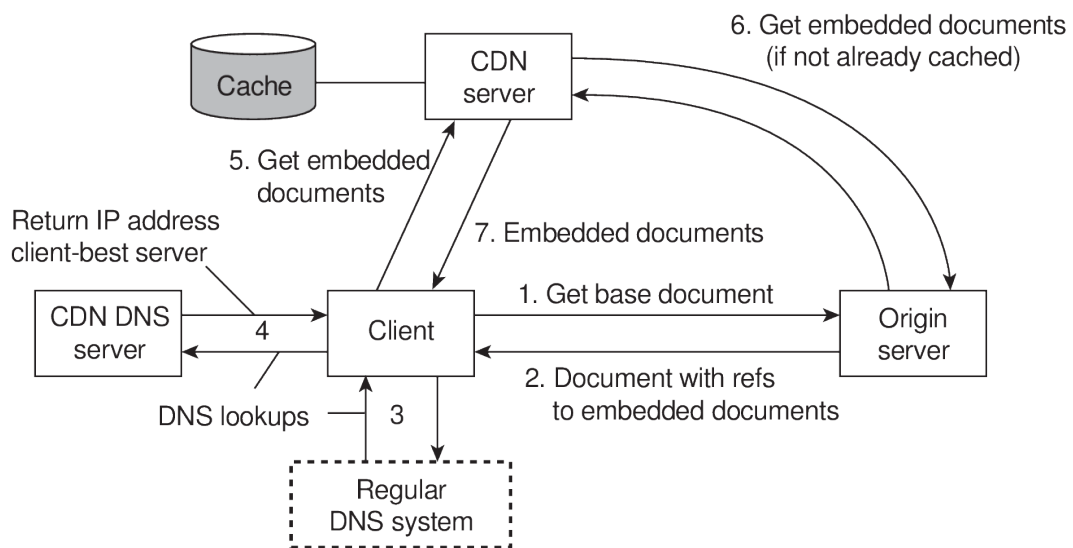 6. Get embedded documents
(if not already cached)
CDN
server
Cache
5. Get embedded
documents
Return IP address
client-best server
7. Embedded documents
1. Get base document
CDN DNS
server
4
Client
Origin
server
2. Document with refs
to embedded documents
DNS lookups
3
Regular
DNS system